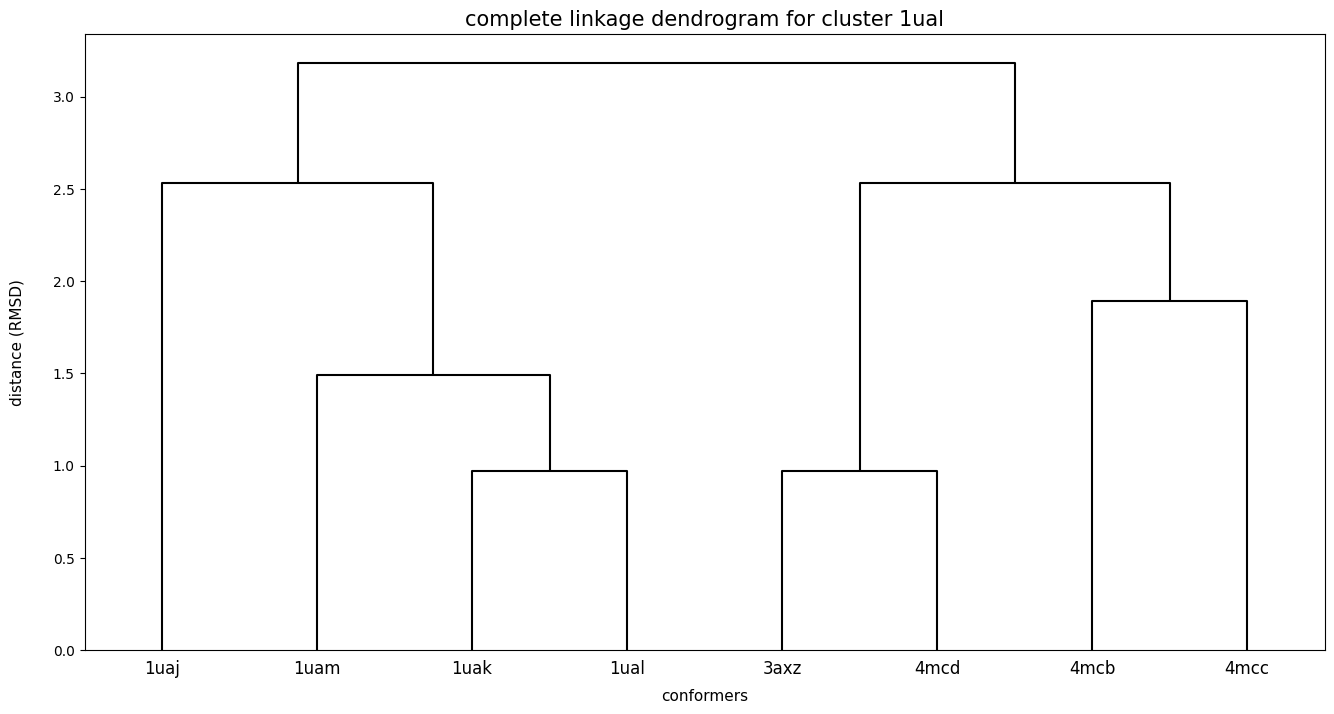 complete linkage dendrogram for cluster 1ual
3.0
2.5
2.0
1.5
1.0
0.5
0.0
distance (RMSD)
1uaj 1uam 1uak 1ual 3axz 4mcd 4mcb 4mcc
conformers